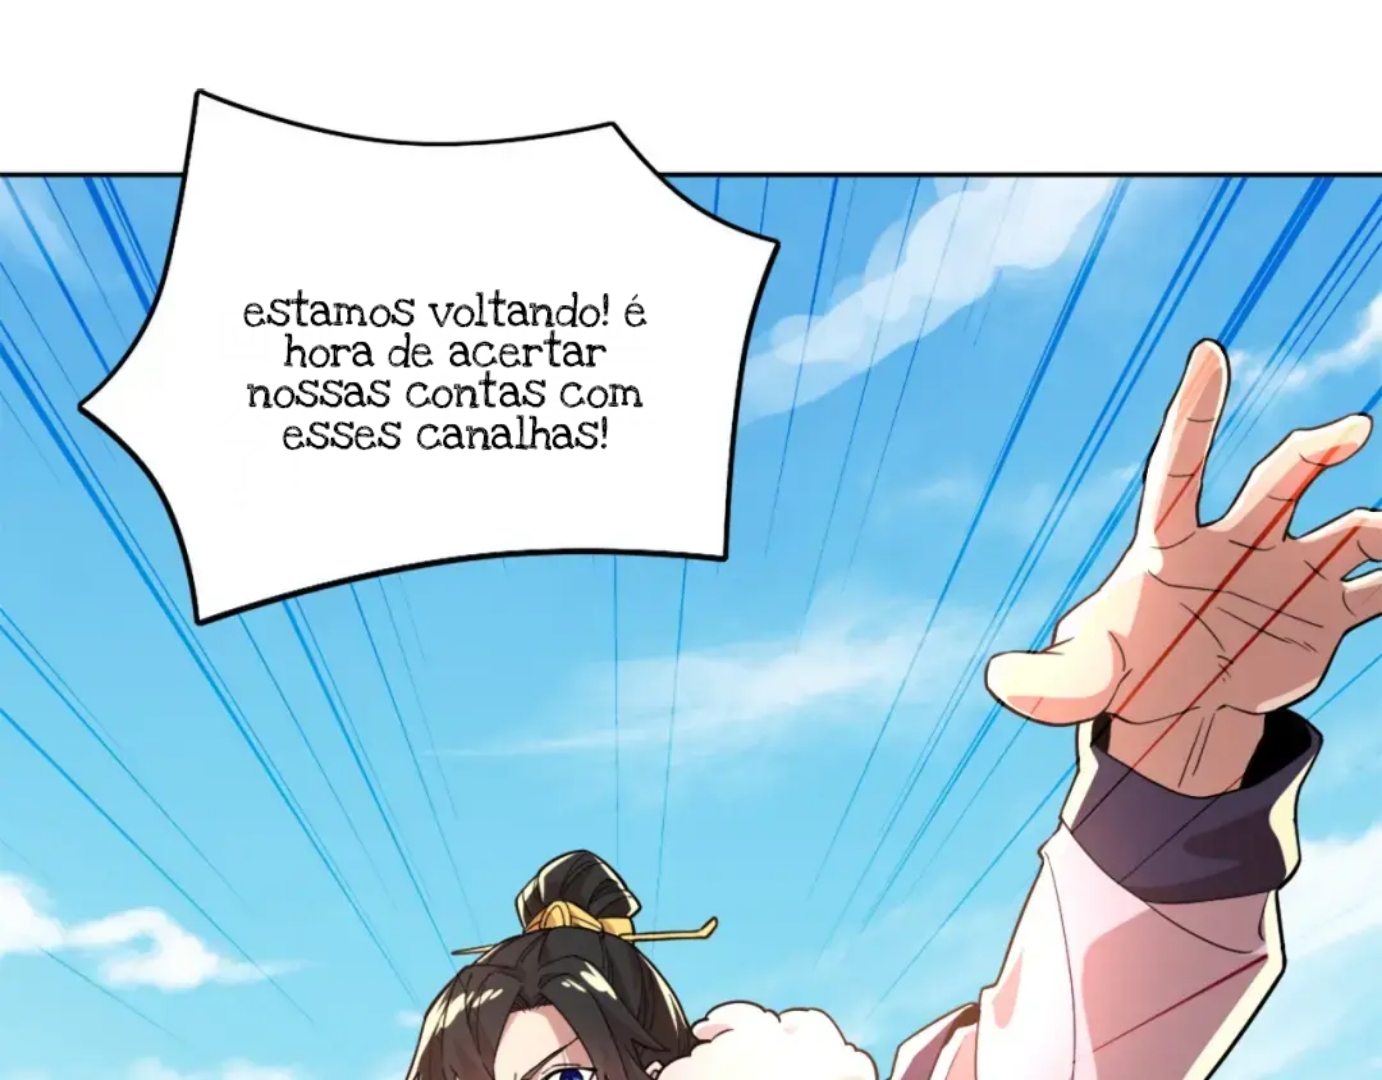 estamos voltando! é
hora de acertar
nossas contas com
esses canalhas!